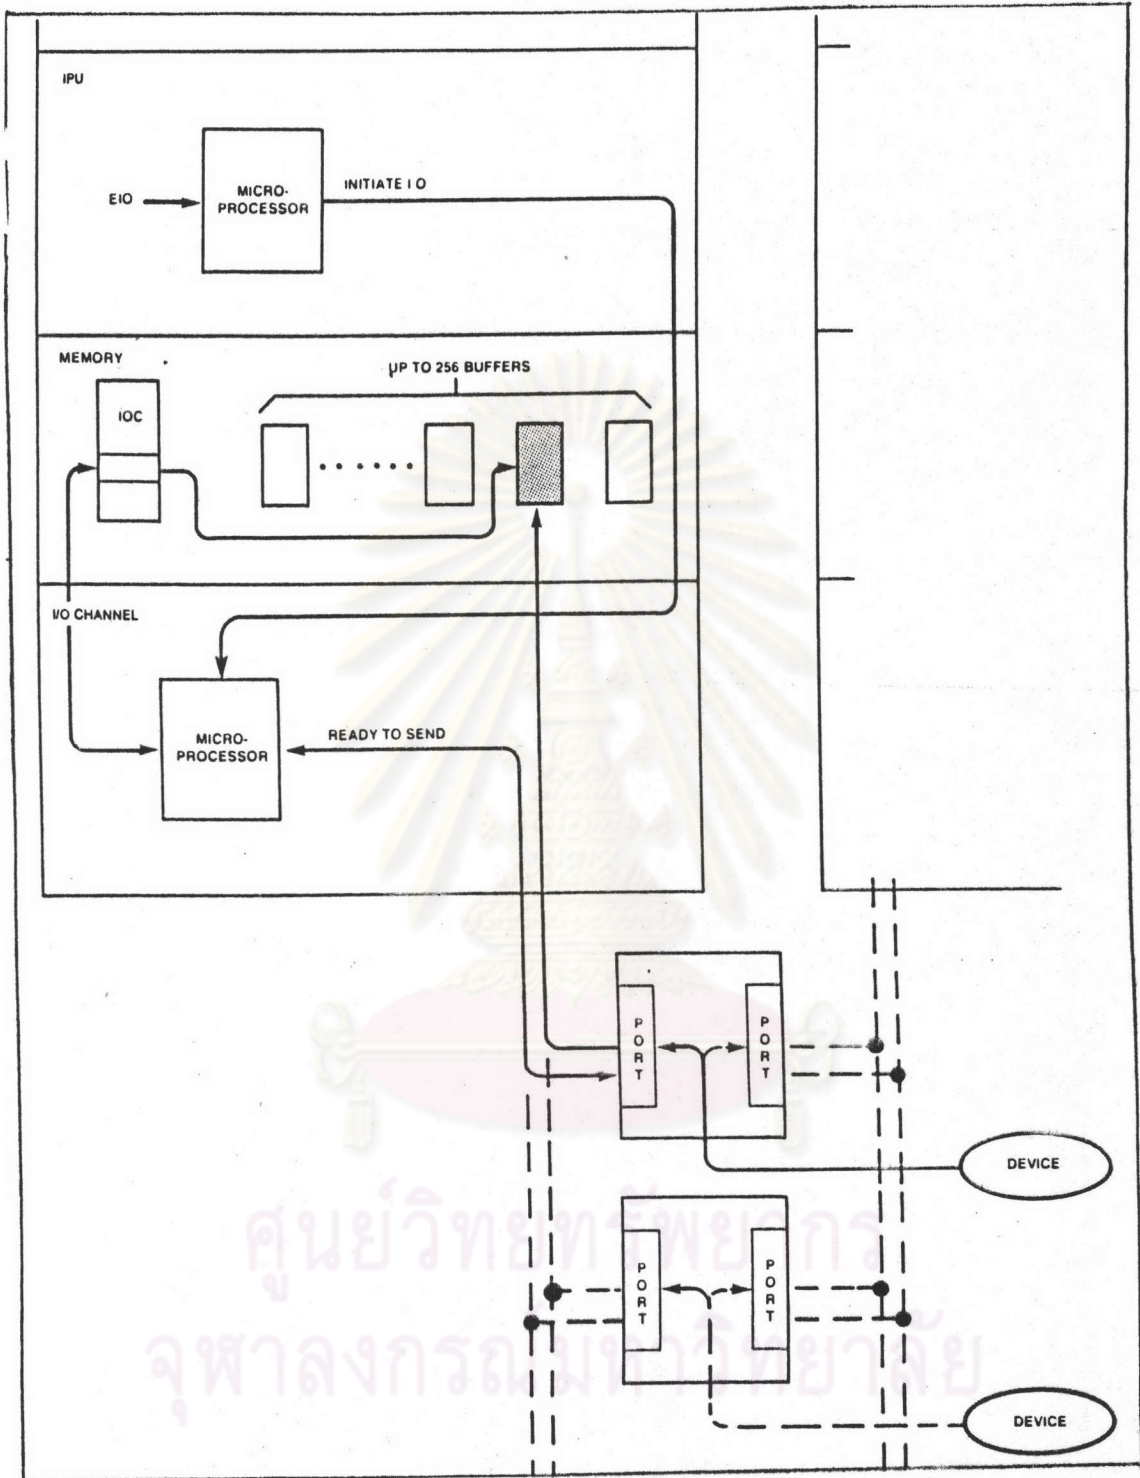 IPU
EIO
MICRO-
PROCESSOR
INITIATE I O
MEMORY
UP TO 256 BUFFERS
IOC
I/O CHANNEL
MICRO-
PROCESSOR
READY TO SEND
PORT
PORT
DEVICE
PORT
PORT
DEVICE
ศูนย์วิทยทรัพยากร
จุฬาลงกรณ์มหาวิทยาลัย